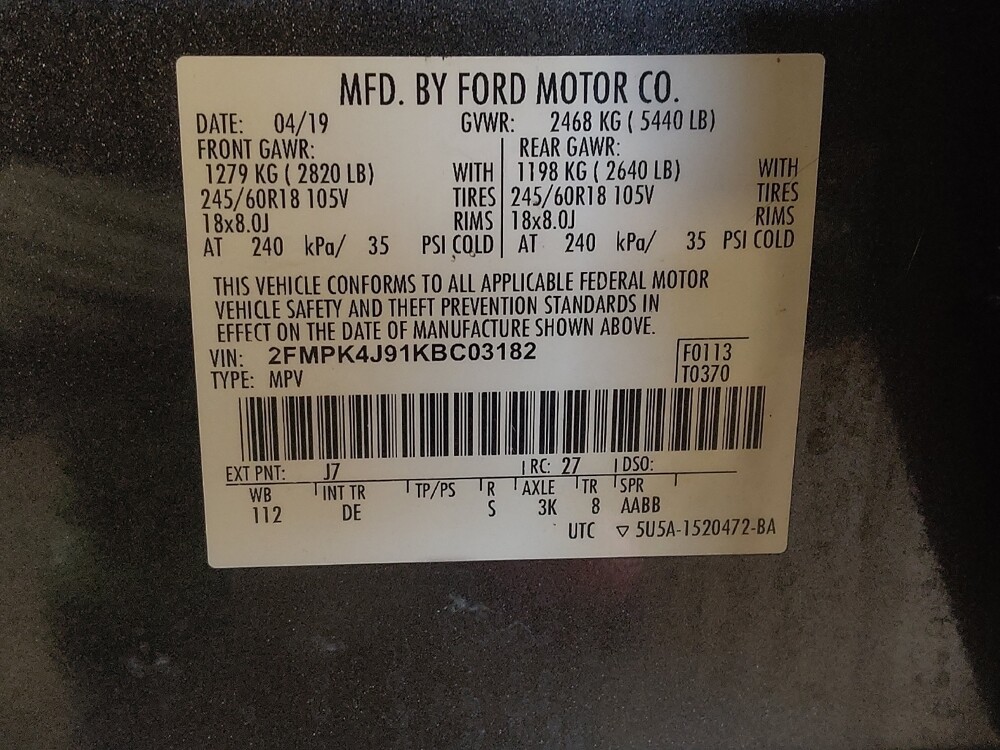 MFD. BY FORD MOTOR CO.
DATE: 04/19 GVWR: 2468 KG ( 5440 LB)
FRONT GAWR: REAR GAWR:
1279 KG ( 2820 LB) WITH 1198 KG ( 2640 LB) WITH
245/60R18 105V TIRES 245/60R18 105V TIRES
18x8.0J RIMS 18x8.0J RIMS
AT 240 kPa/ 35 PSI COLD AT 240 kPa/ 35 PSI COLD
THIS VEHICLE CONFORMS TO ALL APPLICABLE FEDERAL MOTOR
VEHICLE SAFETY AND THEFT PREVENTION STANDARDS IN
EFFECT ON THE DATE OF MANUFACTURE SHOWN ABOVE.
VIN: 2FMPK4J91KBC03182 F0113
TYPE: MPV T0370
EXT PNT: J7 RC: 27 DSO:
WB INT TR TP/PS R AXLE TR SPR
112 DE S 3K 8 AABB
UTC ▽ 5U5A-1520472-BA